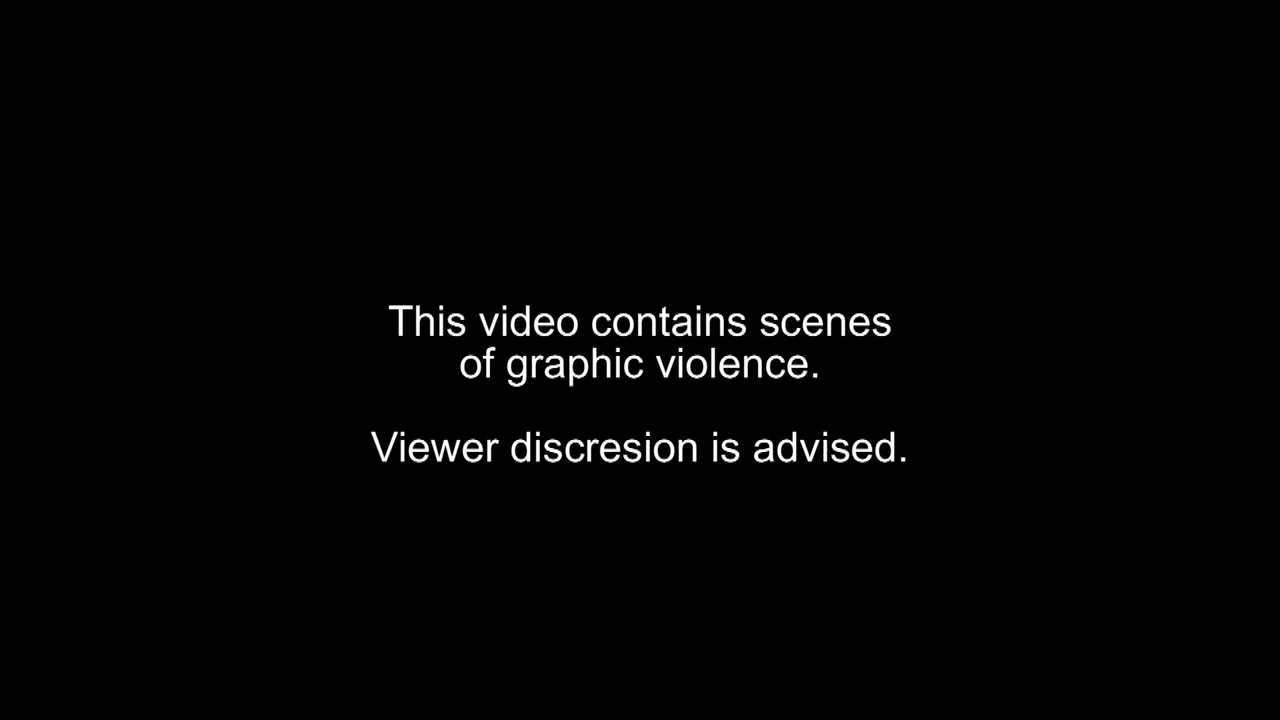 This video contains scenes
of graphic violence.
Viewer discresion is advised.